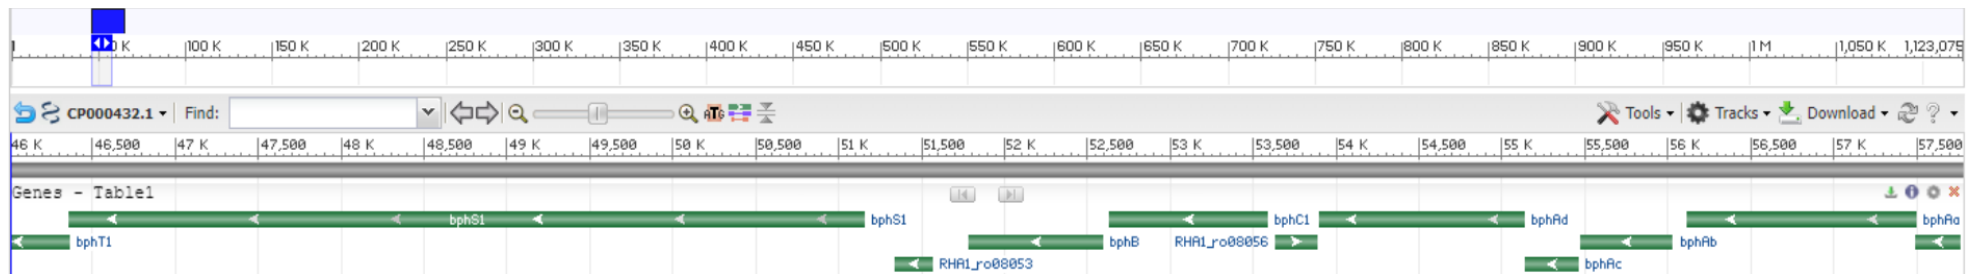 1 0 K 100 K 150 K 200 K 250 K 300 K 350 K 400 K 450 K 500 K 550 K 600 K 650 K 700 K 750 K 800 K 850 K 900 K 950 K 1 M 1,050 K 1,123,075
CP000432.1 Find: ATG Tools Tracks Download ?
46 K 46,500 47 K 47,500 48 K 48,500 49 K 49,500 50 K 50,500 51 K 51,500 52 K 52,500 53 K 53,500 54 K 54,500 55 K 55,500 56 K 56,500 57 K 57,500
Genes - Table1
bphS1 bphS1 bphC1 bphAd bphAa
bphT1 bphB RHA1_ro08056 bphAb
RHA1_ro08053 bphAc